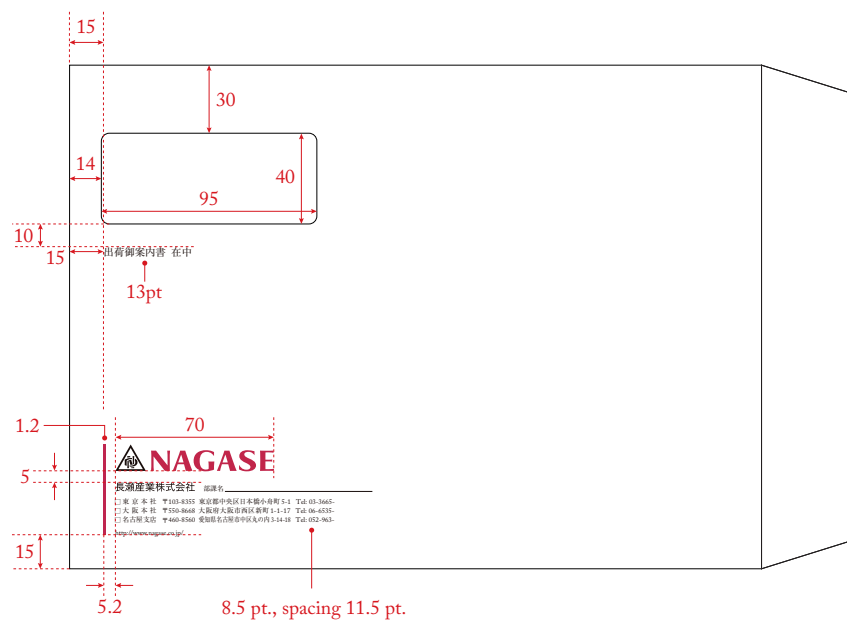 15
30
14
40
95
10
15
出荷御案内書 在中
13pt
1.2
70
NAGASE
5
長瀬産業株式会社 部課名
□ 東京本社 〒103-8355 東京都中央区日本橋小舟町 5-1 Tel: 03-3665-
□ 大阪本社 〒550-8668 大阪府大阪市西区新町 1-1-17 Tel: 06-6535-
□ 名古屋支店 〒460-8560 愛知県名古屋市中区丸の内 3-14-18 Tel: 052-963-
http://www.nagase.co.jp/
15
5.2
8.5 pt., spacing 11.5 pt.